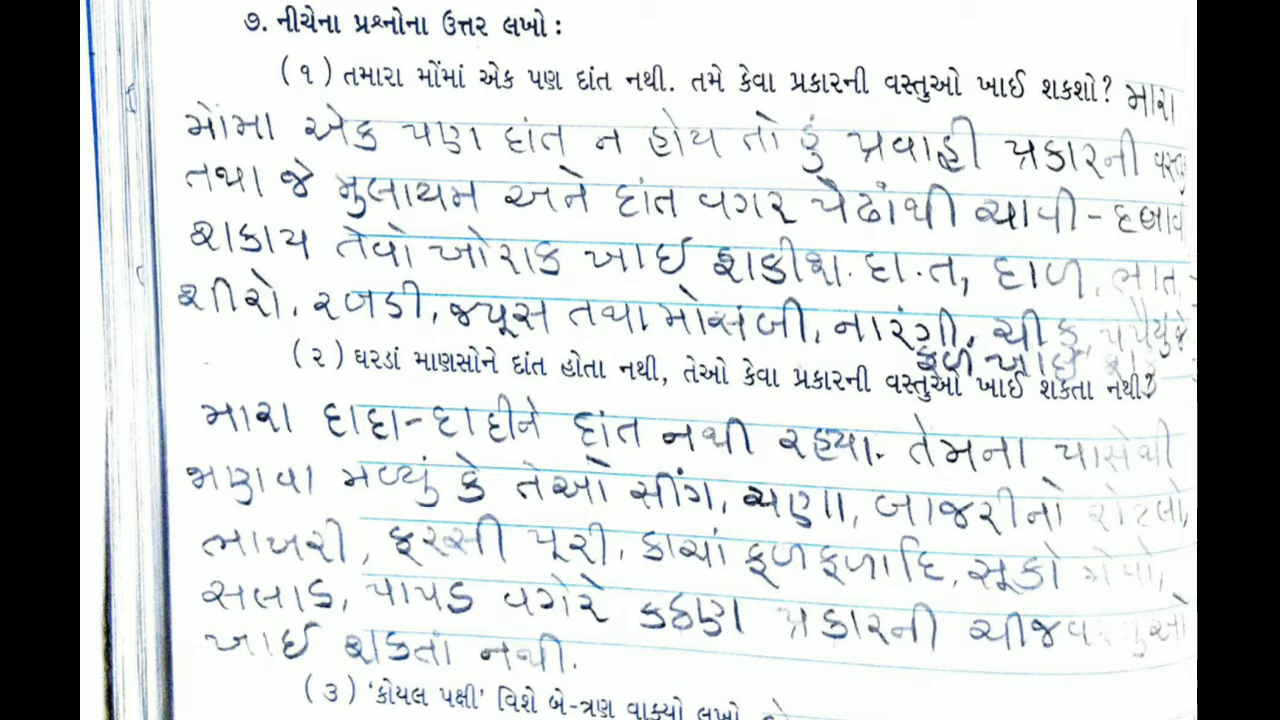 ૭. નીચેના પ્રશ્નોના ઉત્તર લખો :
(૧) તમારા મોંમાં એક પણ દાંત નથી. તમે કેવા પ્રકારની વસ્તુઓ ખાઈ શકશો? મારા
મોંમા એક પણ દાંત ન હોય તો હું પ્રવાહી પ્રકારની
તથા જે મુલાયમ અને દાંત વગર પેઢાંથી ચાવી - દબાવી
શકાય તેવો ખોરાક ખાઈ શકીશ. દા.ત, દાળ, ભાત,
શીરો, રબડી, જ્યૂસ તથા મોસંબી, નારંગી, ચીકુ, પપૈયું જે
ફળ ખાઈ
(૨) ઘરડાં માણસોને દાંત હોતા નથી, તેઓ કેવા પ્રકારની વસ્તુઓ ખાઈ શકતા નથી?
મારા દાદા-દાદીને દાંત નથી રહ્યા. તેમના પાસેથી
જાણવા મળ્યું કે તેઓ સીંગ, ચણા, બાજરીનો રોટલો,
ભાખરી, ફરસી પૂરી, કાચાં ફળફળાદિ, સૂકો મેવો,
સલાડ, પાપડ વગેરે કઠણ પ્રકારની ચીજવસ્તુઓ
ખાઈ શકતાં નથી.
(૩) 'કોયલ પક્ષી' વિશે બે-ત્રણ વાક્યો લખો.